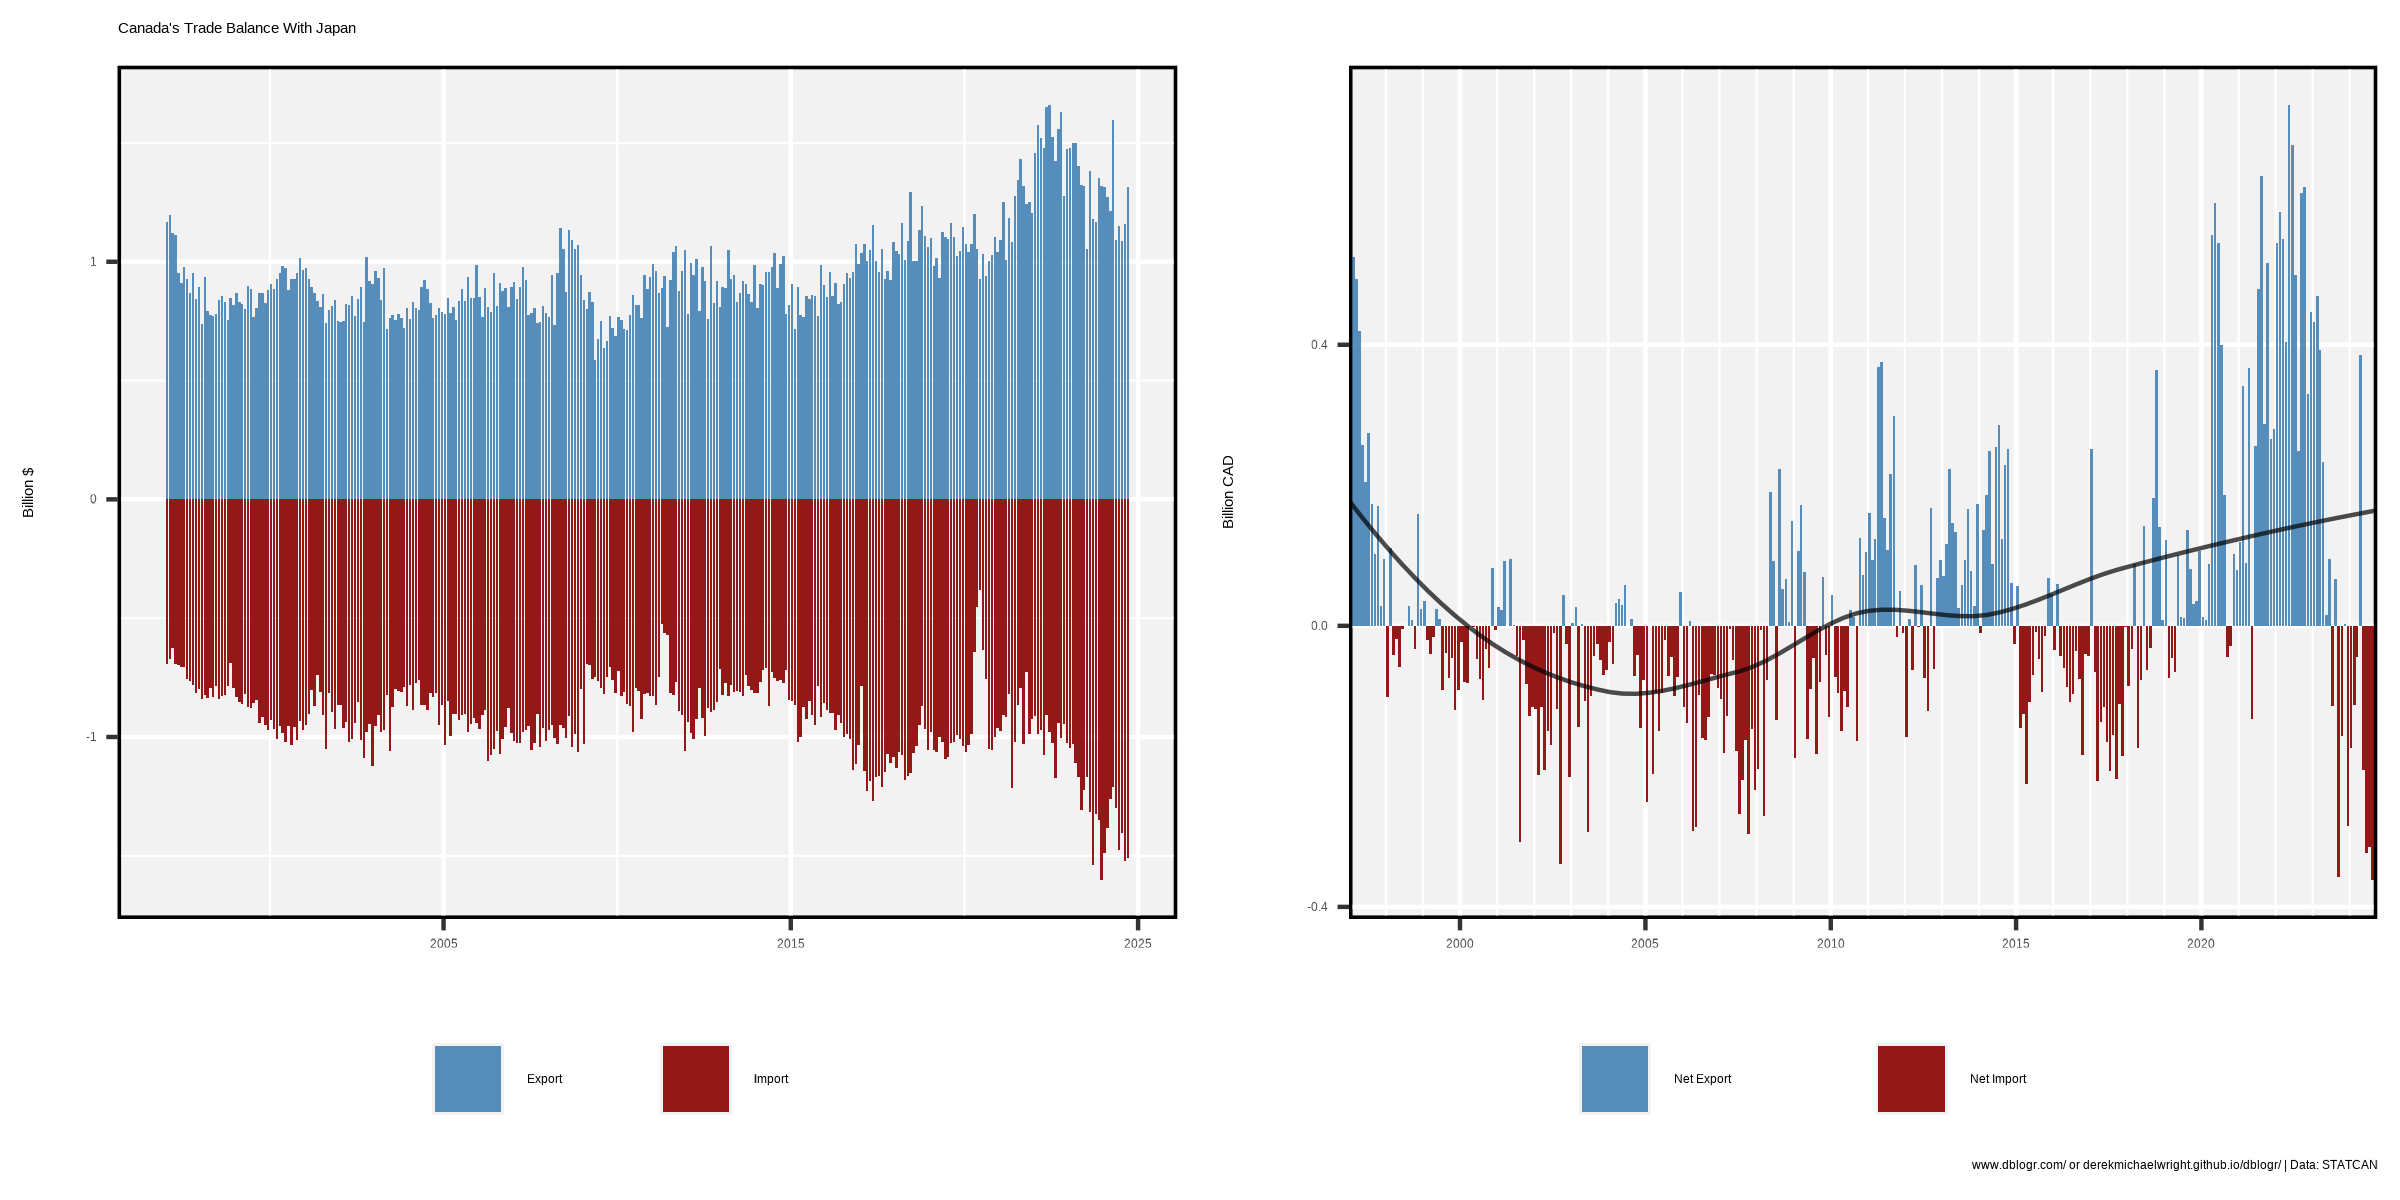 Canada's Trade Balance With Japan
Billion $
1
0
-1
2005
2015
2025
Export
Import
Billion CAD
0.4
0.0
-0.4
2000
2005
2010
2015
2020
Net Export
Net Import
www.dblogr.com/ or derekmichaelwright.github.io/dblogr/ | Data: STATCAN